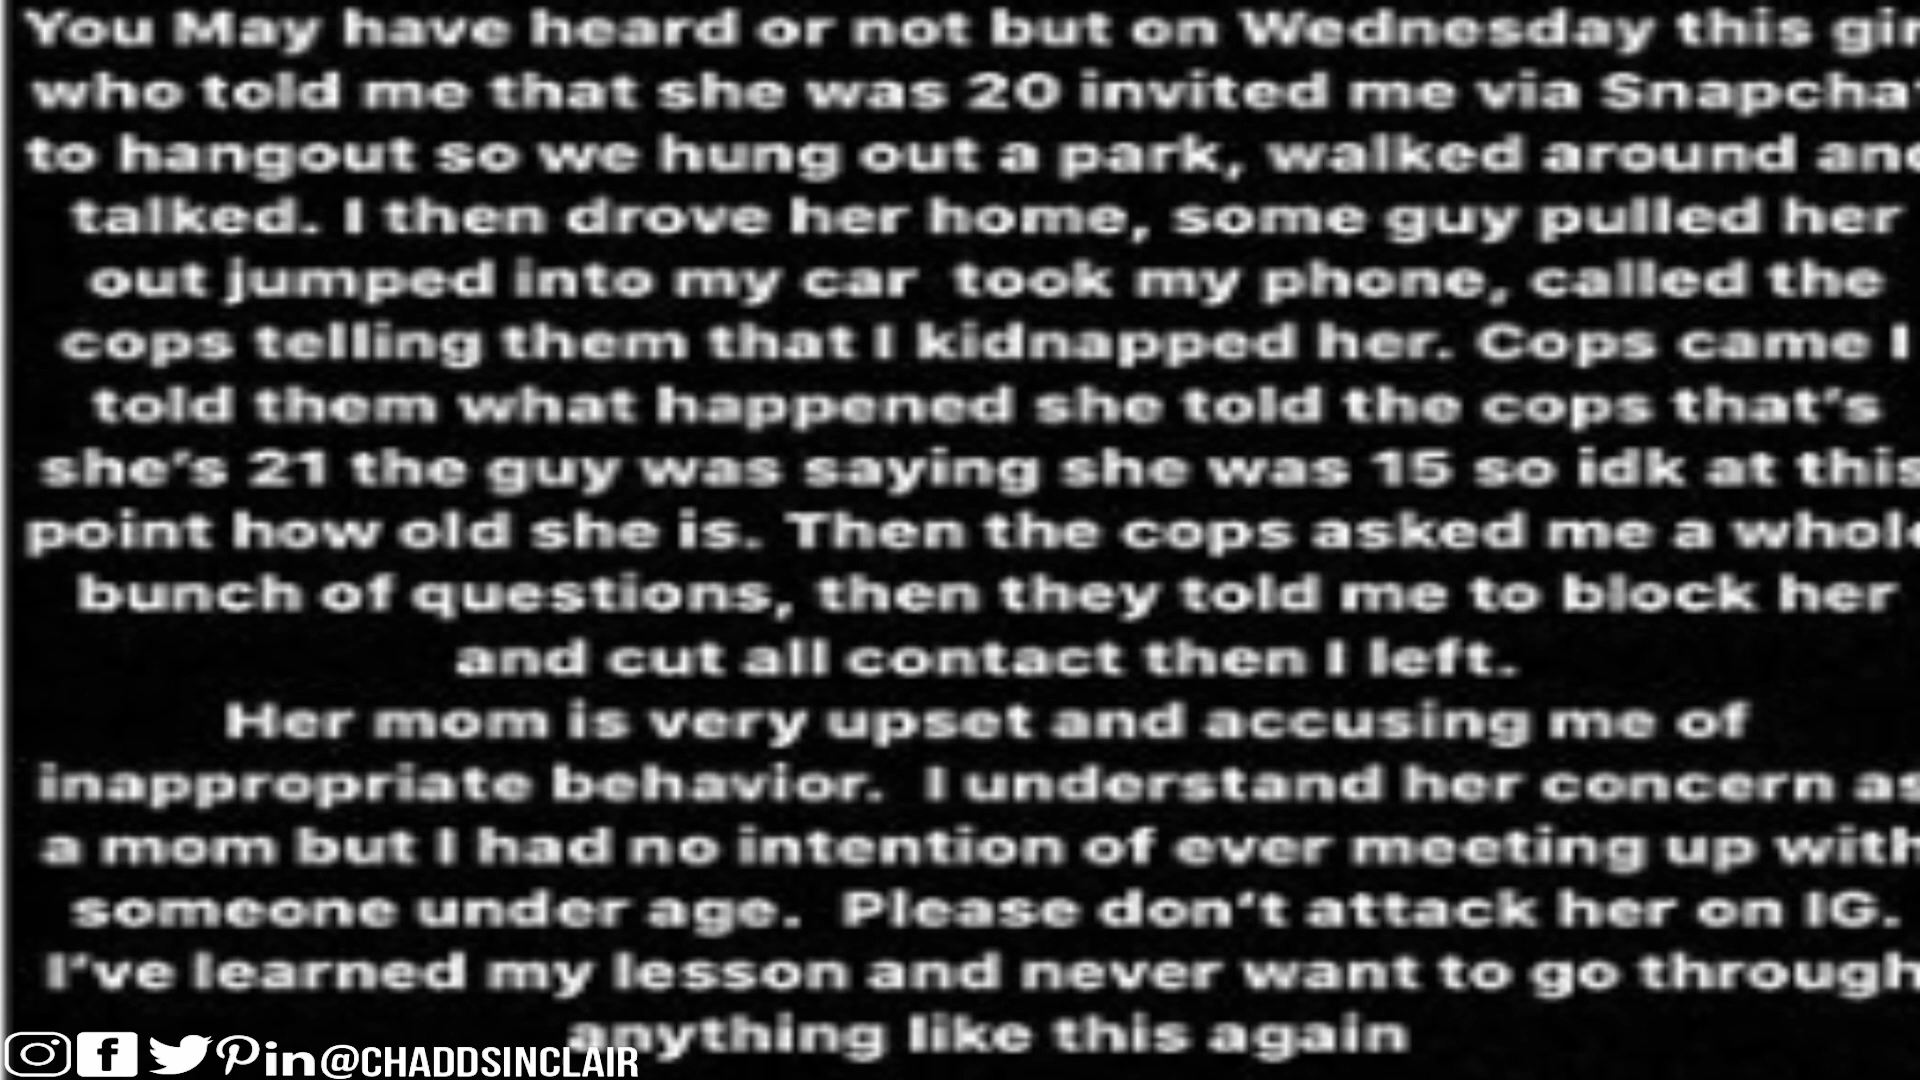 You May have heard or not but on Wednesday this gir
who told me that she was 20 invited me via Snapchat
to hangout so we hung out a park, walked around and
talked. I then drove her home, some guy pulled her
out jumped into my car took my phone, called the
cops telling them that I kidnapped her. Cops came I
told them what happened she told the cops that's
she's 21 the guy was saying she was 15 so idk at this
point how old she is. Then the cops asked me a whole
bunch of questions, then they told me to block her
and cut all contact then I left.
Her mom is very upset and accusing me of
inappropriate behavior. I understand her concern as
a mom but I had no intention of ever meeting up with
someone under age. Please don't attack her on IG.
I've learned my lesson and never want to go through
anything like this again
@CHADDSINCLAIR